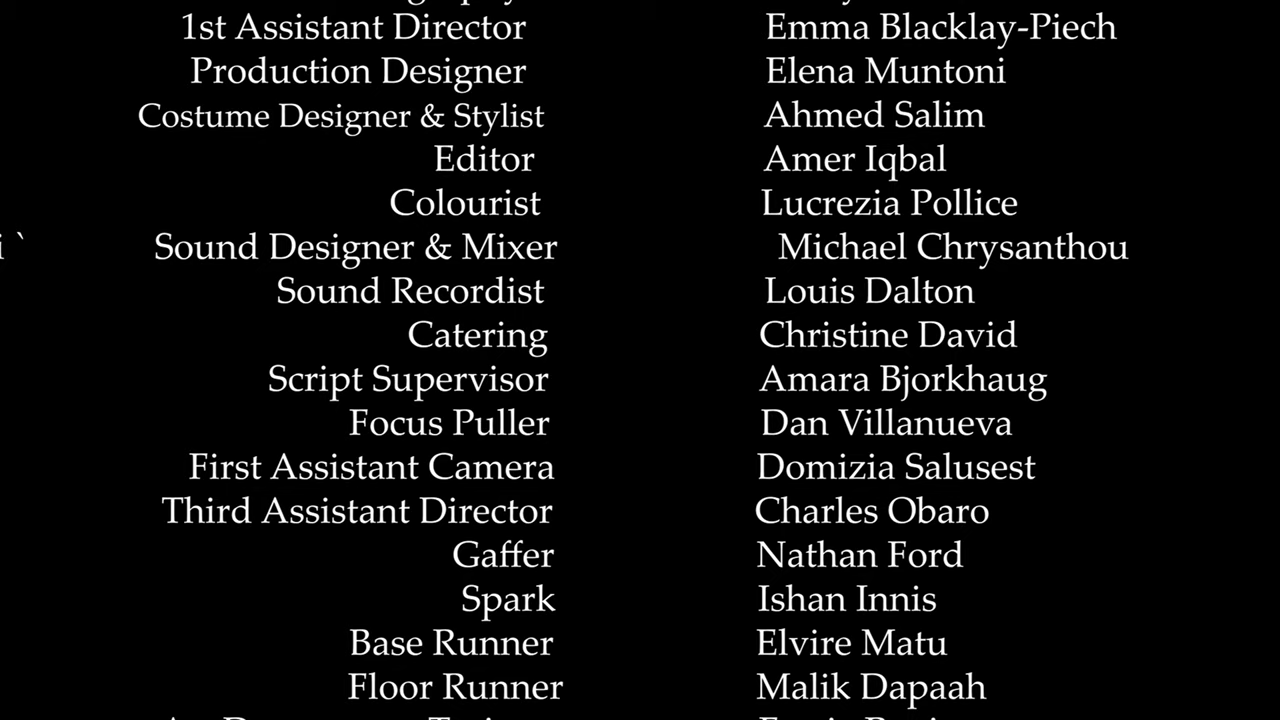 1st Assistant Director Emma Blacklay-Piech
Production Designer Elena Muntoni
Costume Designer & Stylist Ahmed Salim
Editor Amer Iqbal
Colourist Lucrezia Pollice
i ` Sound Designer & Mixer Michael Chrysanthou
Sound Recordist Louis Dalton
Catering Christine David
Script Supervisor Amara Bjorkhaug
Focus Puller Dan Villanueva
First Assistant Camera Domizia Salusest
Third Assistant Director Charles Obaro
Gaffer Nathan Ford
Spark Ishan Innis
Base Runner Elvire Matu
Floor Runner Malik Dapaah